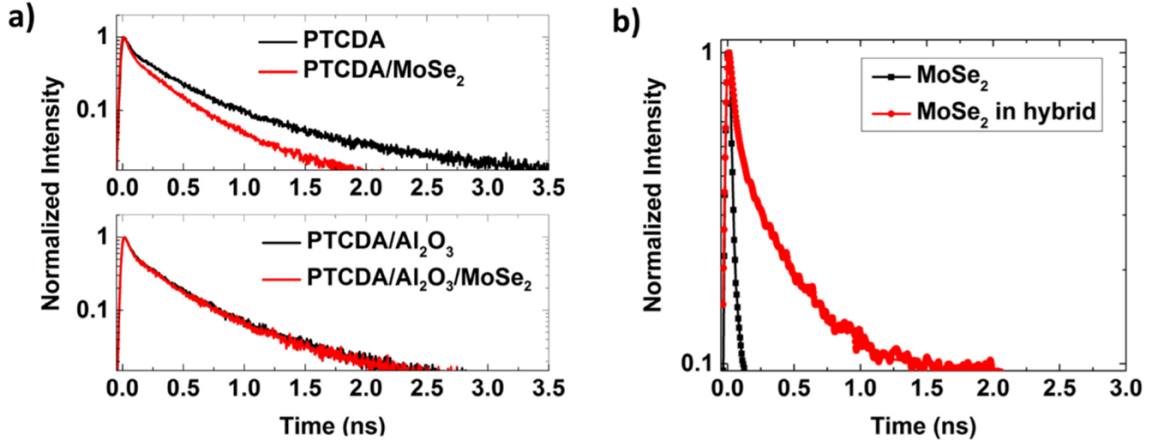 a)
PTCDA
PTCDA/MoSe₂
1
0.1
0.0 0.5 1.0 1.5 2.0 2.5 3.0 3.5
PTCDA/Al₂O₃
PTCDA/Al₂O₃/MoSe₂
1
0.1
0.0 0.5 1.0 1.5 2.0 2.5 3.0 3.5
Normalized Intensity
Time (ns)
b)
MoSe₂
MoSe₂ in hybrid
1
0.1
0.0 0.5 1.0 1.5 2.0 2.5 3.0
Normalized Intensity
Time (ns)